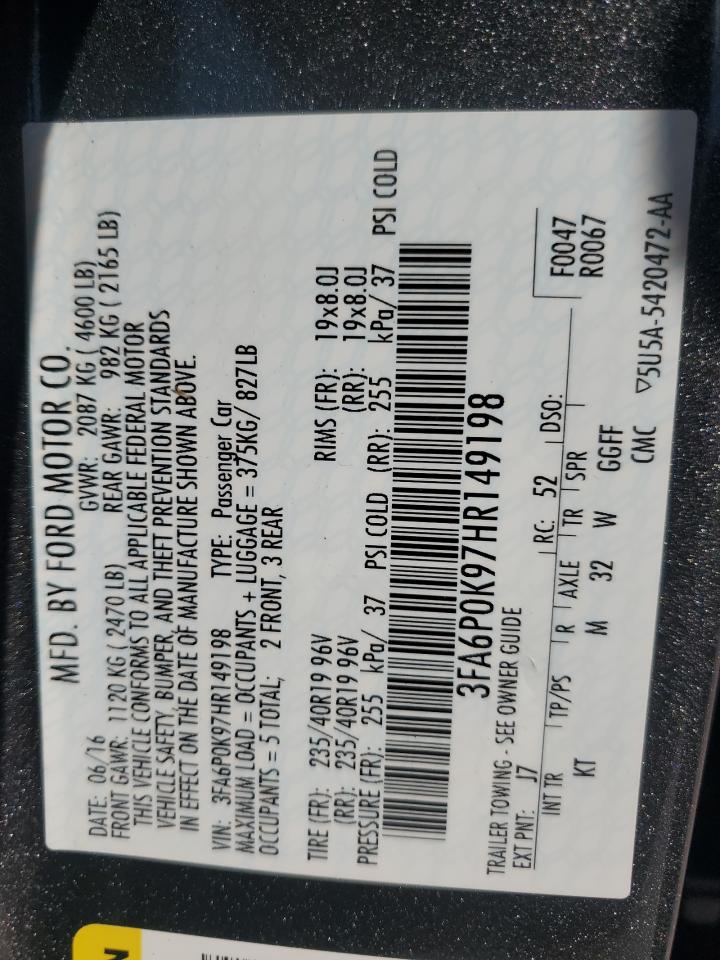 MFD. BY FORD MOTOR CO.
DATE: 06/16 GVWR: 2087 KG ( 4600 LB)
FRONT GAWR: 1120 KG ( 2470 LB) REAR GAWR: 982 KG ( 2165 LB)
THIS VEHICLE CONFORMS TO ALL APPLICABLE FEDERAL MOTOR
VEHICLE SAFETY, BUMPER, AND THEFT PREVENTION STANDARDS
IN EFFECT ON THE DATE OF MANUFACTURE SHOWN ABOVE.
VIN: 3FA6P0K97HR149198 TYPE: Passenger Car
MAXIMUM LOAD = OCCUPANTS + LUGGAGE = 375KG/ 827LB
OCCUPANTS = 5 TOTAL; 2 FRONT, 3 REAR
TIRE (FR): 235/40R19 96V RIMS (FR): 19x8.0J
(RR): 235/40R19 96V (RR): 19x8.0J
PRESSURE (FR): 255 kPa/ 37 PSI COLD (RR): 255 kPa/ 37 PSI COLD
3FA6P0K97HR149198
TRAILER TOWING - SEE OWNER GUIDE
EXT PNT: J7 RC: 52 DSO: F0047
R0067
INT TR TP/PS R AXLE TR SPR
KT M 32 W GGFF
CMC ▽5U5A-5420472-AA
N